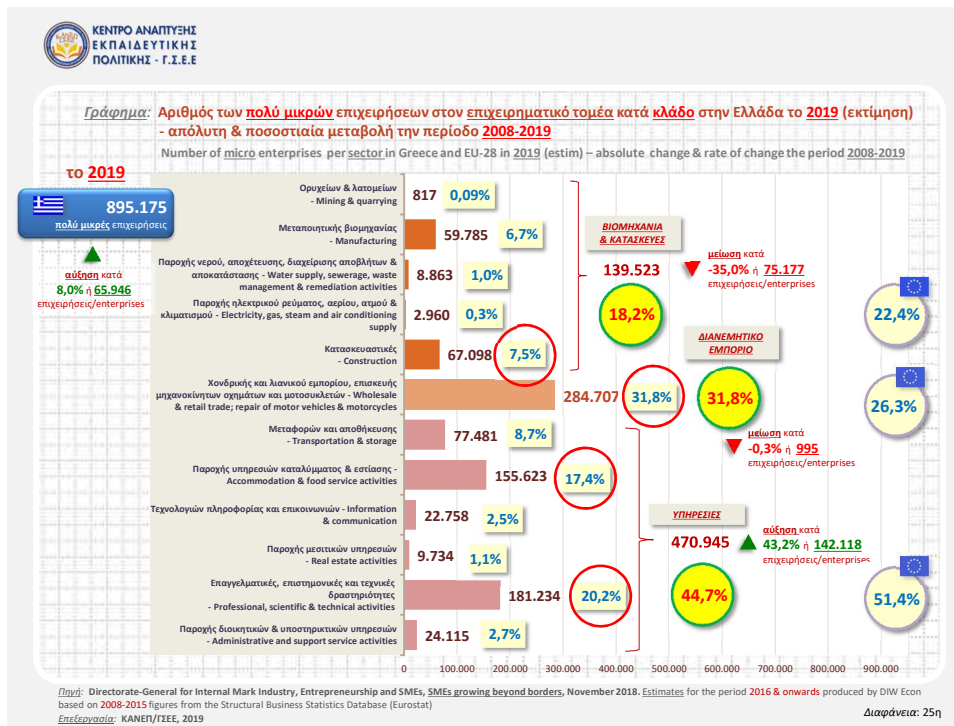 ΚΕΝΤΡΟ ΑΝΑΠΤΥΞΗΣ
ΕΚΠΑΙΔΕΥΤΙΚΗΣ
ΠΟΛΙΤΙΚΗΣ - Γ.Σ.Ε.Ε
Γράφημα: Αριθμός των πολύ μικρών επιχειρήσεων στον επιχειρηματικό τομέα κατά κλάδο στην Ελλάδα το 2019 (εκτίμηση)
- απόλυτη & ποσοστιαία μεταβολή την περίοδο 2008-2019
Number of micro enterprises per sector in Greece and EU-28 in 2019 (estim) – absolute change & rate of change the period 2008-2019
το 2019
895.175
πολύ μικρές επιχειρήσεις
αύξηση κατά
8,0% ή 65.946
επιχειρήσεις/enterprises
Ορυχείων & λατομείων
- Mining & quarrying
817 0,09%
Μεταποιητικής βιομηχανίας
- Manufacturing
59.785 6,7%
Παροχής νερού, αποχέτευσης, διαχείρισης αποβλήτων &
αποκατάστασης - Water supply, sewerage, waste
management & remediation activities
8.863 1,0%
Παροχής ηλεκτρικού ρεύματος, αερίου, ατμού &
κλιματισμού - Electricity, gas, steam and air conditioning
supply
2.960 0,3%
Κατασκευαστικές
- Construction
67.098 7,5%
Χονδρικής και λιανικού εμπορίου, επισκευής
μηχανοκίνητων οχημάτων και μοτοσυκλετών - Wholesale
& retail trade; repair of motor vehicles & motorcycles
284.707 31,8%
Μεταφορών και αποθήκευσης
- Transportation & storage
77.481 8,7%
Παροχής υπηρεσιών καταλύμματος & εστίασης -
Accommodation & food service activities
155.623 17,4%
Τεχνολογιών πληροφορίας και επικοινωνιών - Information
& communication
22.758 2,5%
Παροχής μεσιτικών υπηρεσιών
- Real estate activities
9.734 1,1%
Επαγγελματικές, επιστημονικές και τεχνικές
δραστηριότητες
- Professional, scientific & technical activities
181.234 20,2%
Παροχής διοικητικών & υποστηρικτικών υπηρεσιών
- Administrative and support service activities
24.115 2,7%
ΒΙΟΜΗΧΑΝΙΑ
& ΚΑΤΑΣΚΕΥΕΣ
139.523
18,2%
μείωση κατά
-35,0% ή 75.177
επιχειρήσεις/enterprises
22,4%
ΔΙΑΝΕΜΗΤΙΚΟ
ΕΜΠΟΡΙΟ
31,8%
26,3%
μείωση κατά
-0,3% ή 995
επιχειρήσεις/enterprises
ΥΠΗΡΕΣΙΕΣ
470.945
αύξηση κατά
43,2% ή 142.118
επιχειρήσεις/enterprises
44,7%
51,4%
0 100.000 200.000 300.000 400.000 500.000 600.000 700.000 800.000 900.000
Πηγή: Directorate-General for Internal Mark Industry, Entrepreneurship and SMEs, SMEs growing beyond borders, November 2018. Estimates for the period 2016 & onwards produced by DIW Econ
based on 2008-2015 figures from the Structural Business Statistics Database (Eurostat)
Επεξεργασία: ΚΑΝΕΠ/ΓΣΕΕ, 2019
Διαφάνεια: 25η